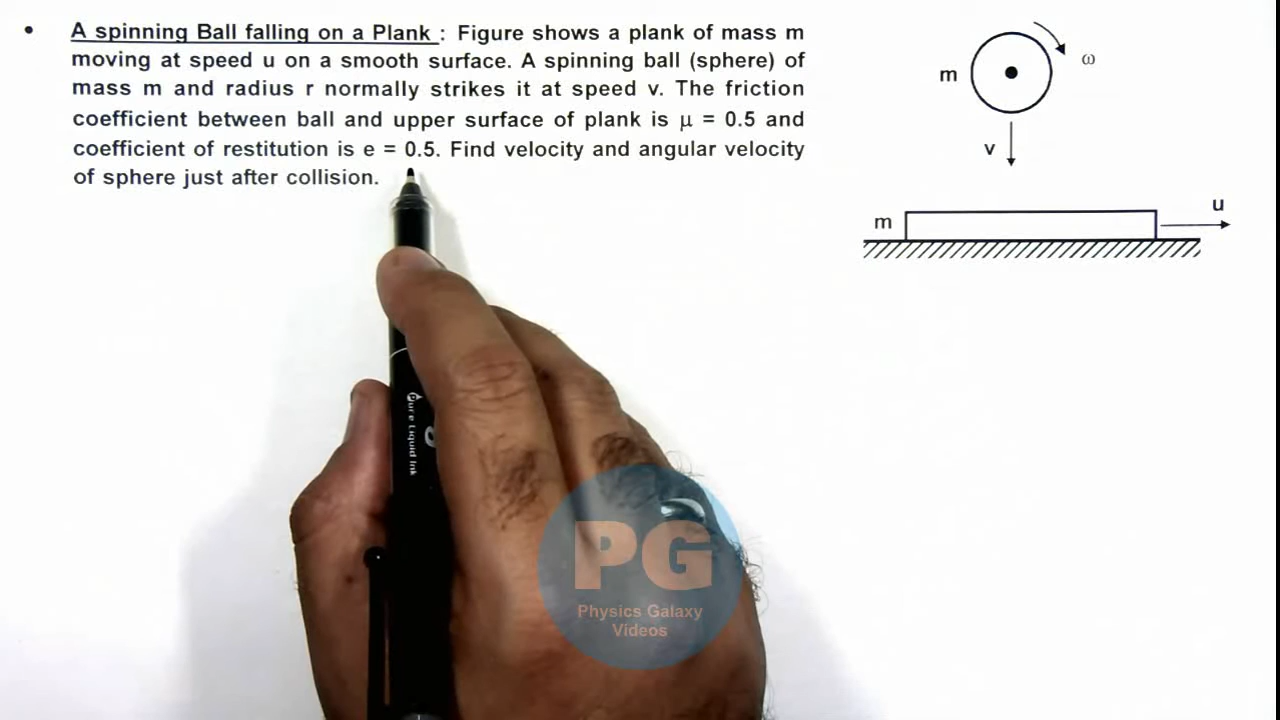 • A spinning Ball falling on a Plank : Figure shows a plank of mass m
moving at speed u on a smooth surface. A spinning ball (sphere) of
mass m and radius r normally strikes it at speed v. The friction
coefficient between ball and upper surface of plank is μ = 0.5 and
coefficient of restitution is e = 0.5. Find velocity and angular velocity
of sphere just after collision.
ω
m
v
u
m
Pure Liquid Ink
PG
Physics Galaxy
Videos